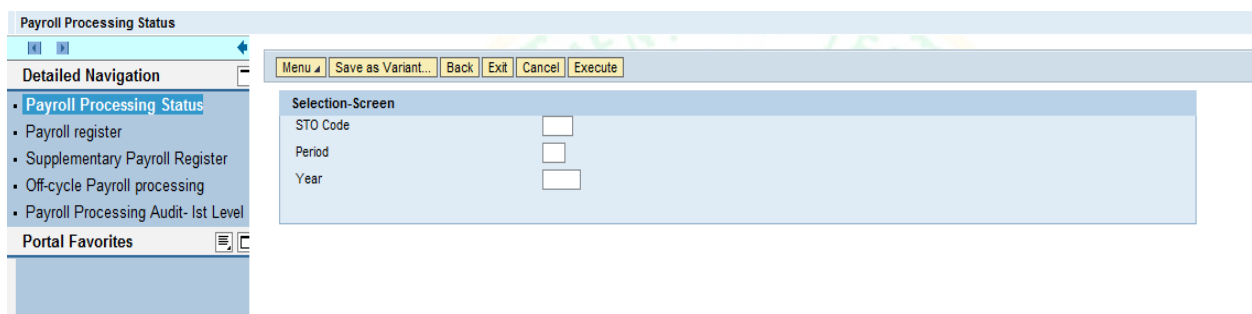 Payroll Processing Status
Detailed Navigation
Payroll Processing Status
Payroll register
Supplementary Payroll Register
Off-cycle Payroll processing
Payroll Processing Audit- Ist Level
Portal Favorites
Menu Save as Variant... Back Exit Cancel Execute
Selection-Screen
STO Code
Period
Year